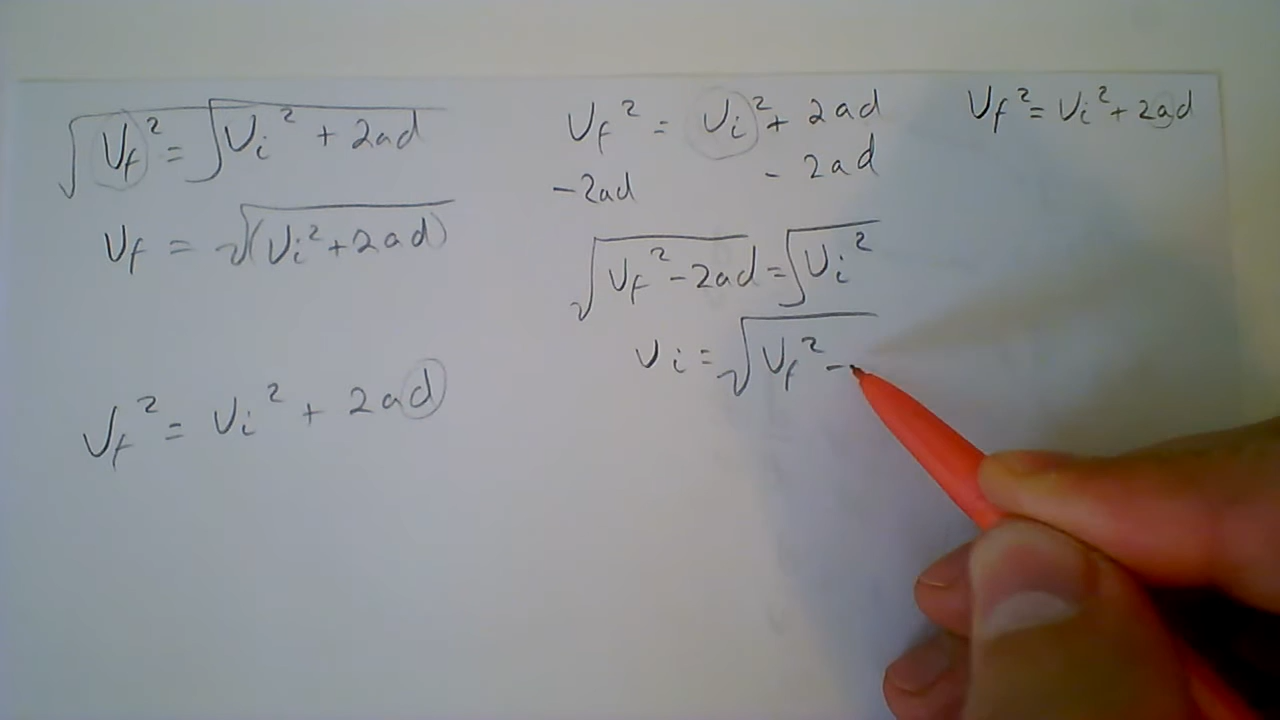 √Vf² = √Vi² + 2ad
Vf = √(Vi² + 2ad)
Vf² = Vi² + 2ad
Vf² = Vi² + 2ad
-2ad - 2ad
√Vf² - 2ad = √Vi²
Vi = √Vf² -
Vf² = Vi² + 2ad